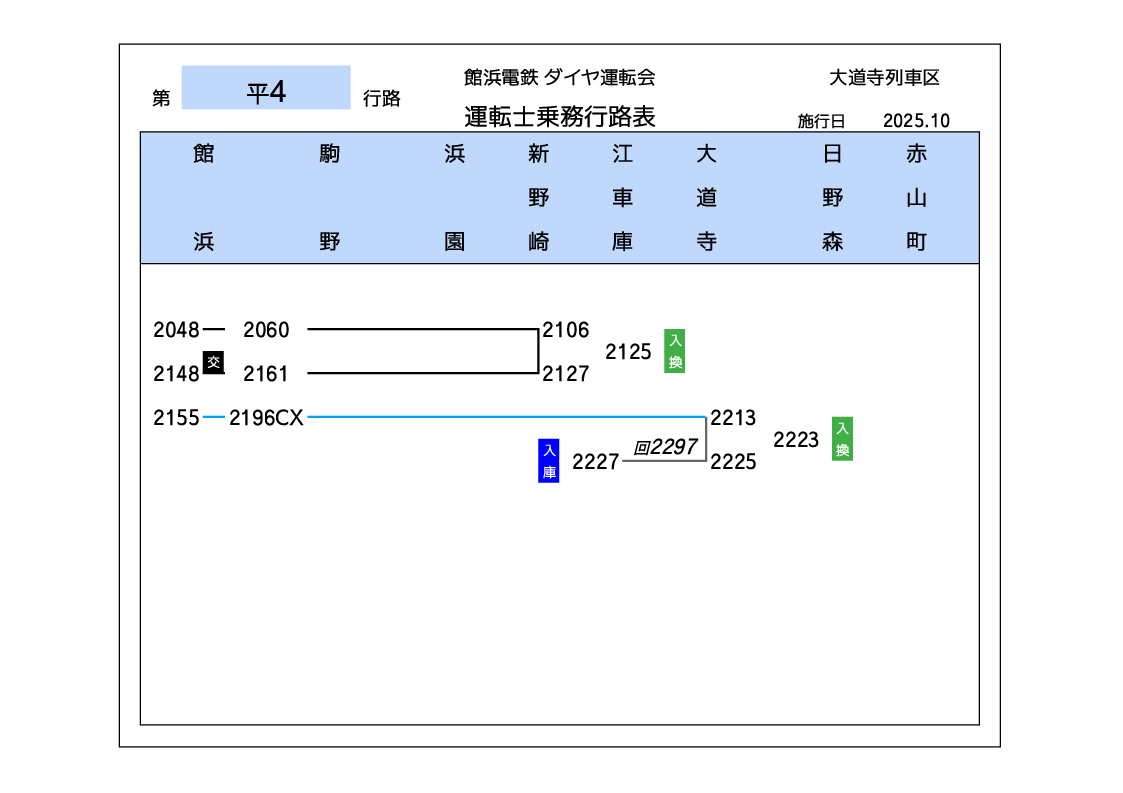 第 平4 行路
館浜電鉄 ダイヤ運転会
運転士乗務行路表
大道寺列車区
施行日 2025.10
館浜 駒野 浜園 新野崎 江車庫 大道寺 日野森 赤山町
2048 2060 2106
2125 入換
2148 交 2161 2127
2155 2196CX 2213
2223 入換
入庫 2227 回2297 2225